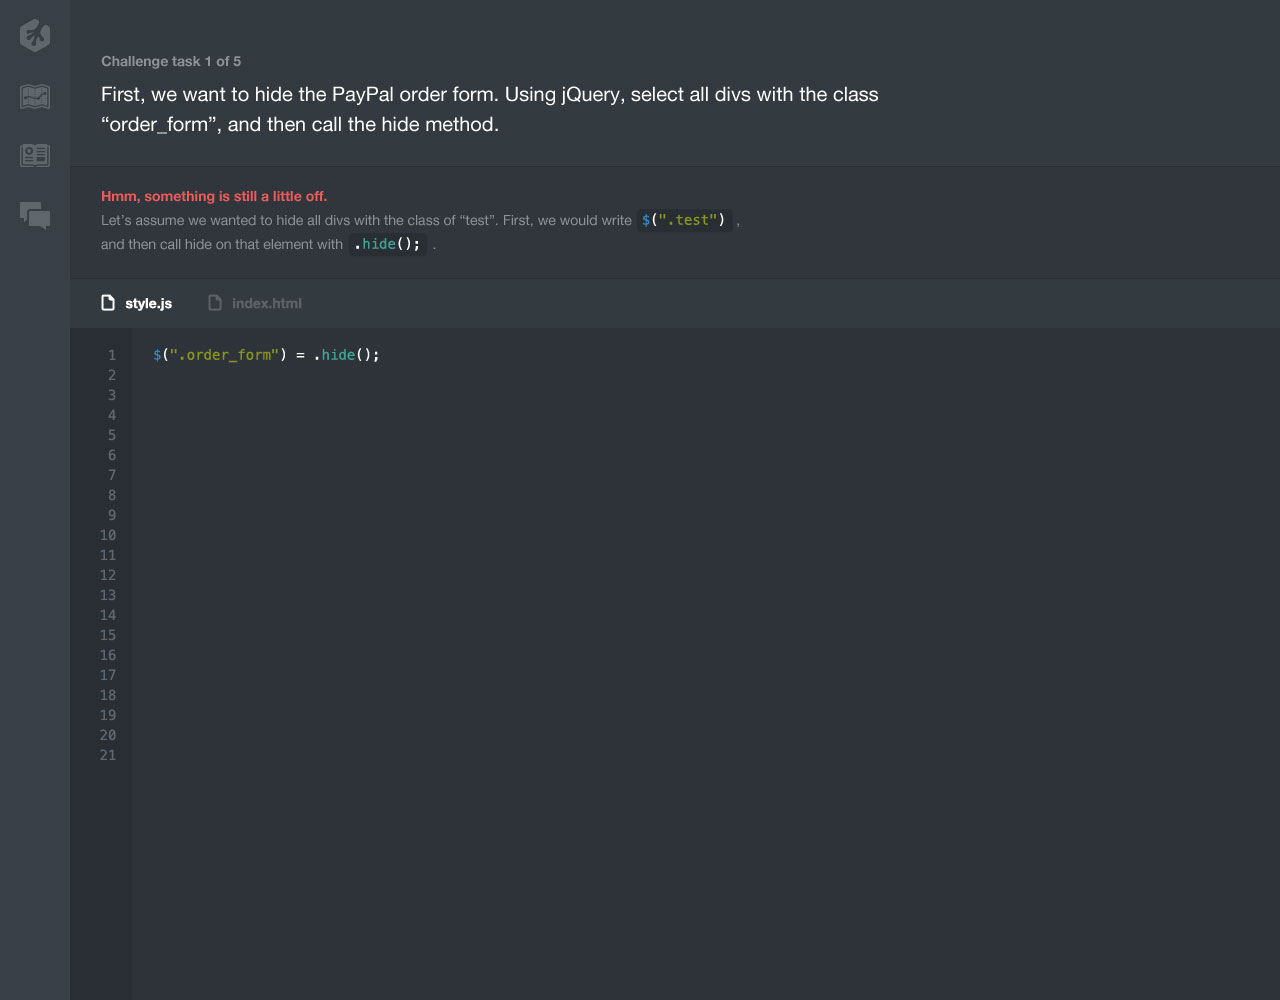 Challenge task 1 of 5
First, we want to hide the PayPal order form. Using jQuery, select all divs with the class
“order_form”, and then call the hide method.
Hmm, something is still a little off.
Let’s assume we wanted to hide all divs with the class of “test”. First, we would write $(".test") ,
and then call hide on that element with .hide(); .
style.js index.html
1 $(".order_form") = .hide();
2
3
4
5
6
7
8
9
10
11
12
13
14
15
16
17
18
19
20
21